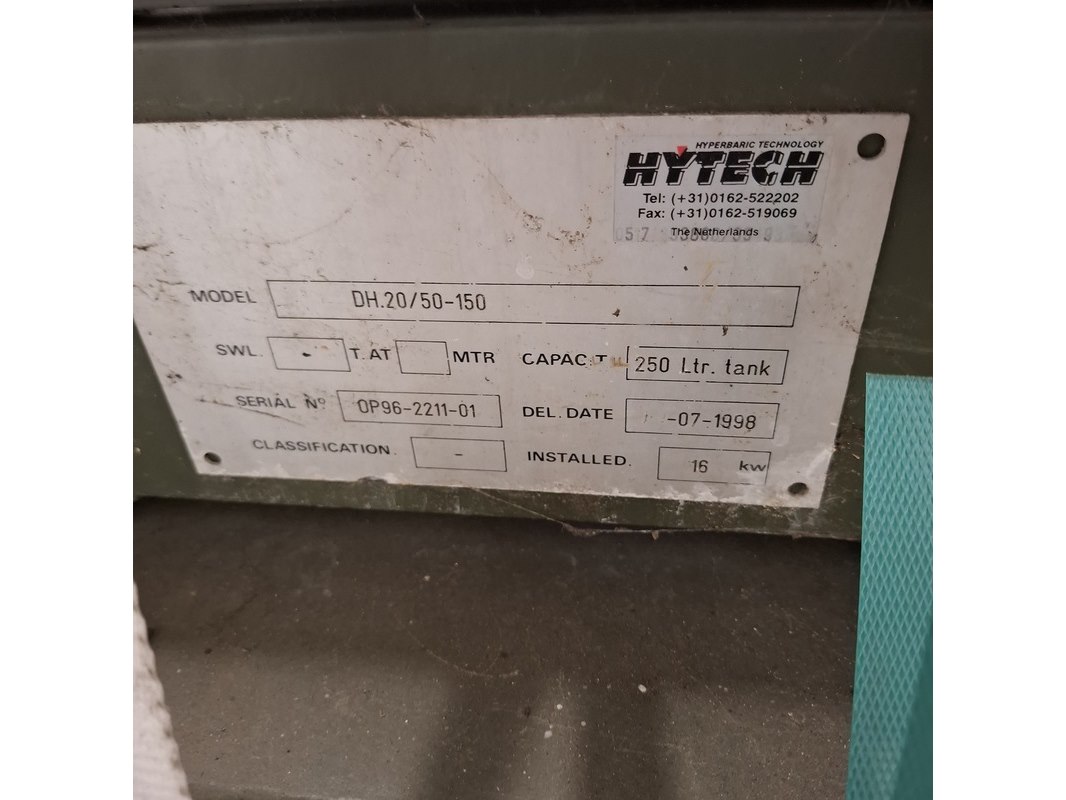 HYPERBARIC TECHNOLOGY
HYTECH
Tel: (+31)0162-522202
Fax: (+31)0162-519069
The Netherlands
MODEL DH.20/50-150
SWL. - T. AT MTR CAPAC.T 250 Ltr. tank
SERIAL Nº OP96-2211-01 DEL. DATE -07-1998
CLASSIFICATION. - INSTALLED. 16 kw